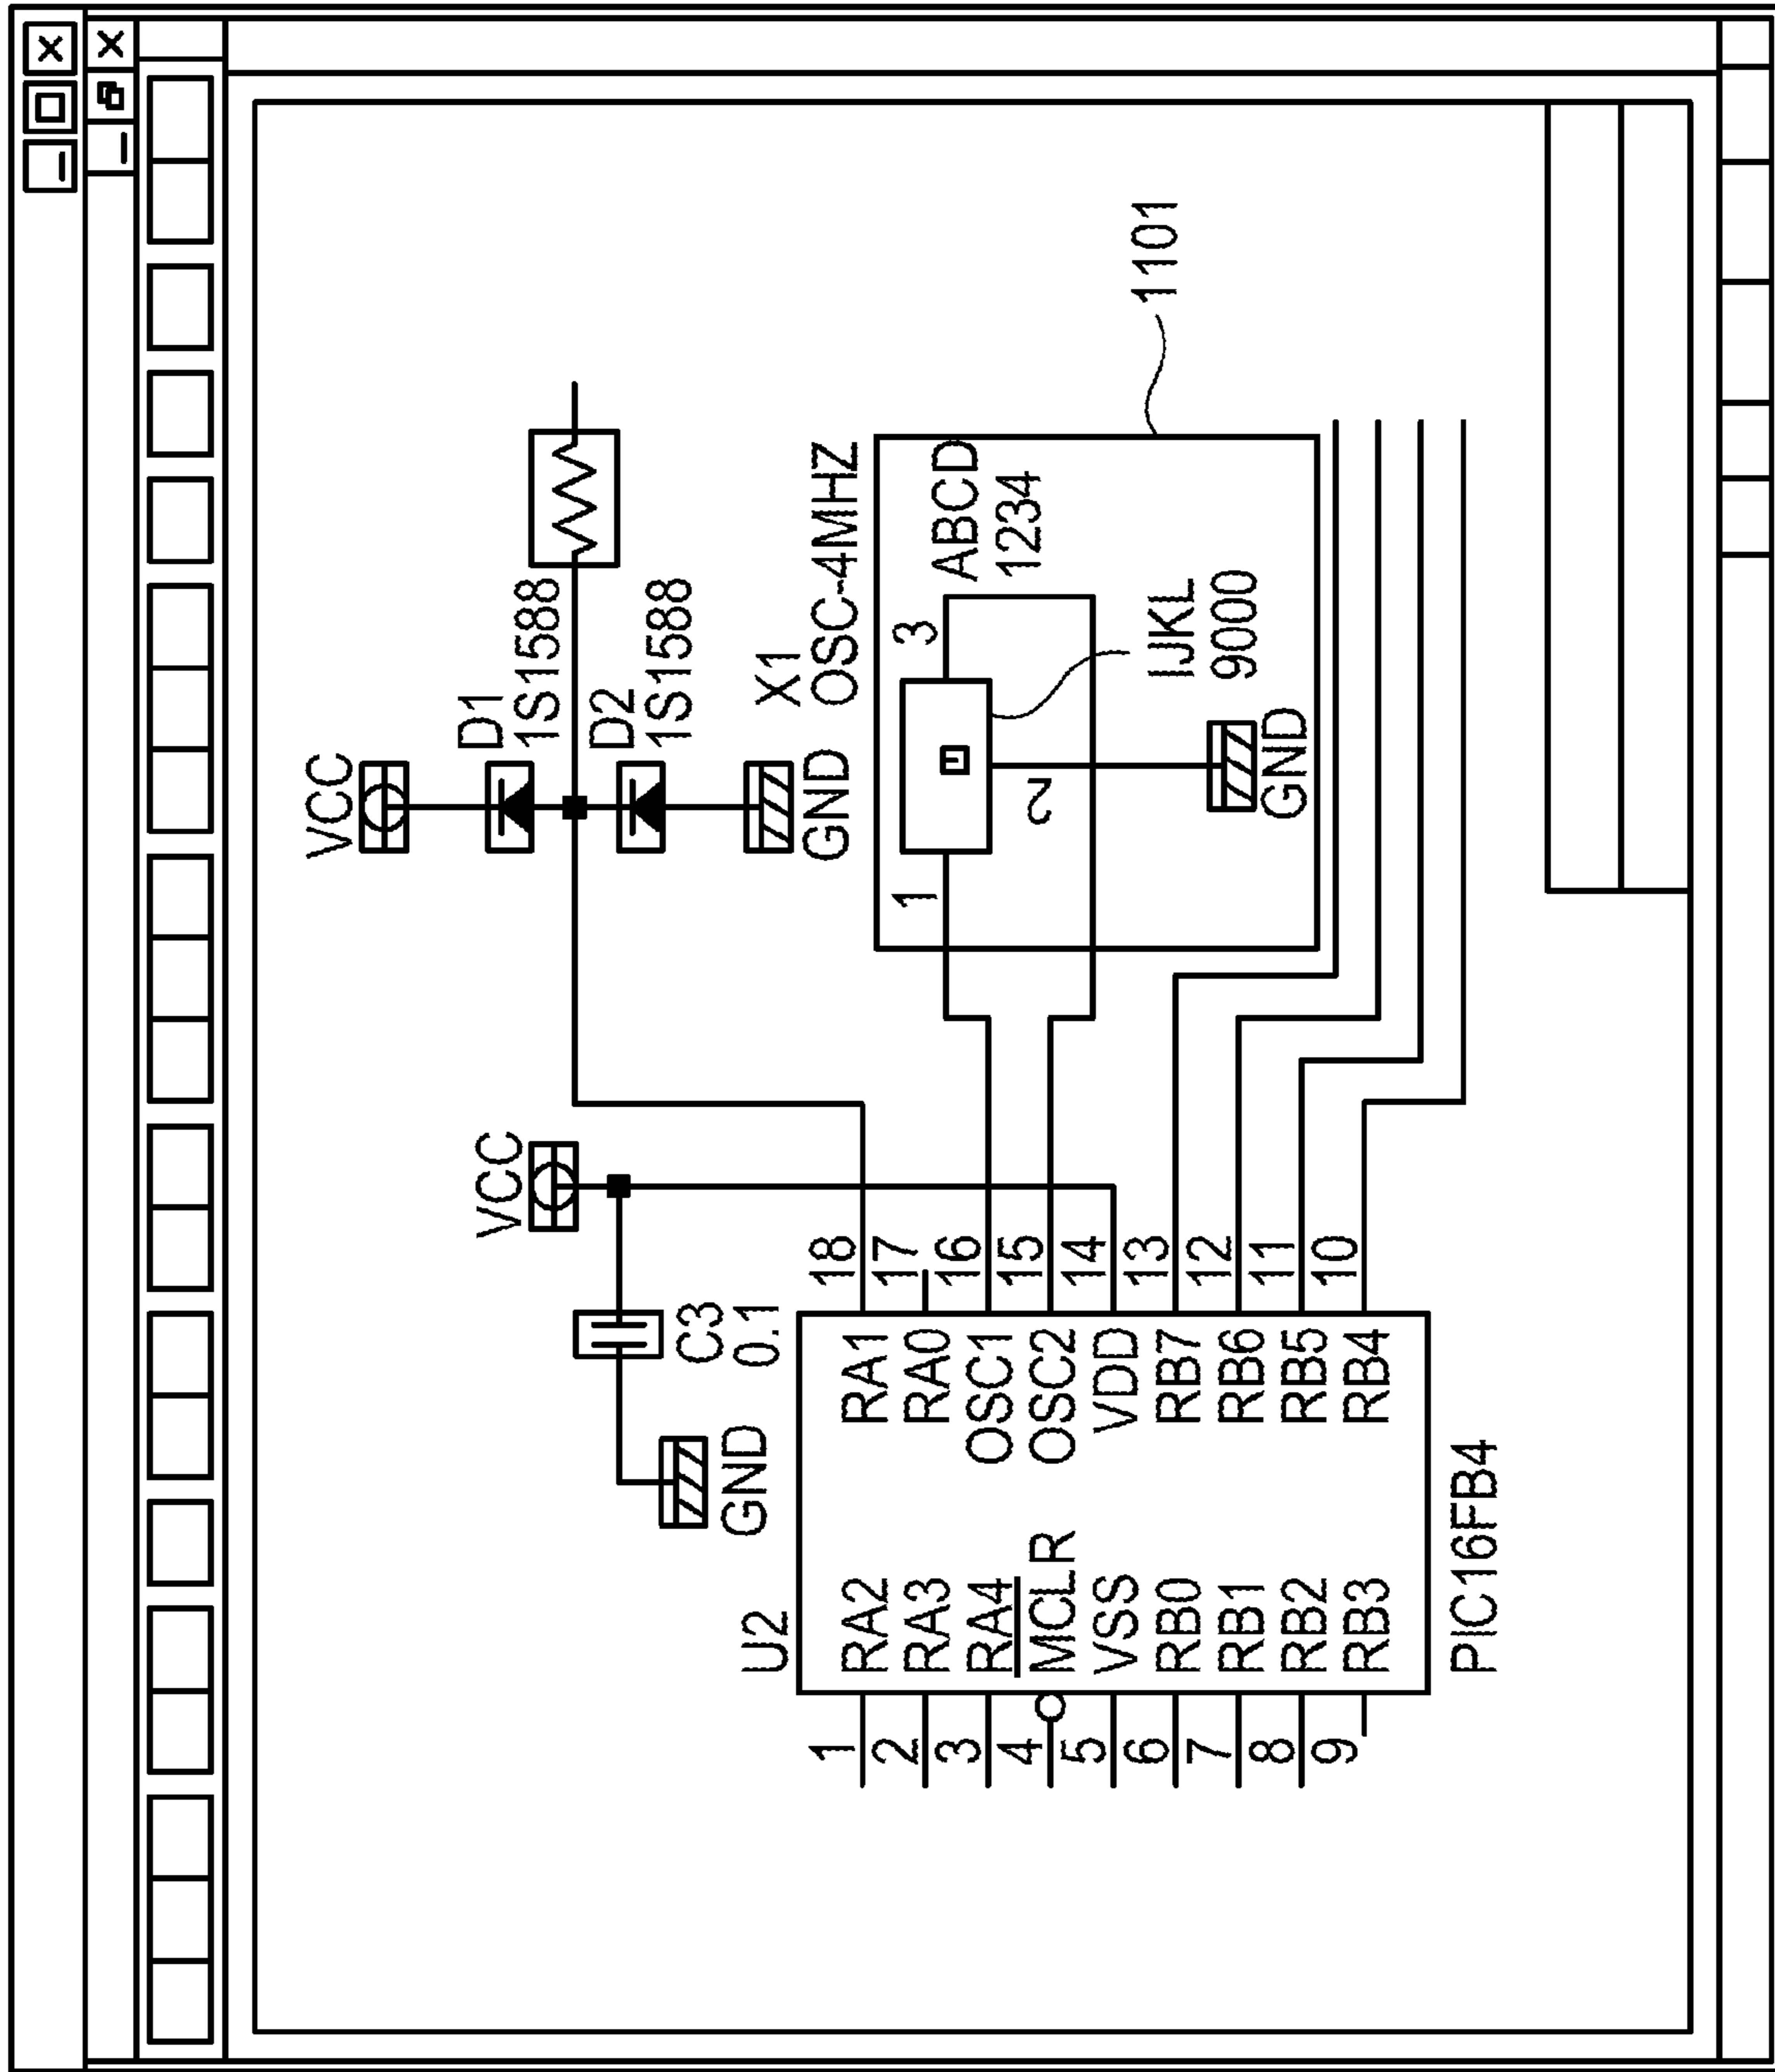 VCC
D1
1S1588
D2
1S1588
GND
VCC
C3
0.1
GND
X1
OSC-4MHZ
ABCD
1234
1
3
2
IJKL
9000
GND
1101
U2
1 RA2 RA1 18
2 RA3 RA0 17
3 RA4 OSC1 16
4 MCLR OSC2 15
5 VSS VDD 14
6 RB0 RB7 13
7 RB1 RB6 12
8 RB2 RB5 11
9 RB3 RB4 10
PIC16FB4